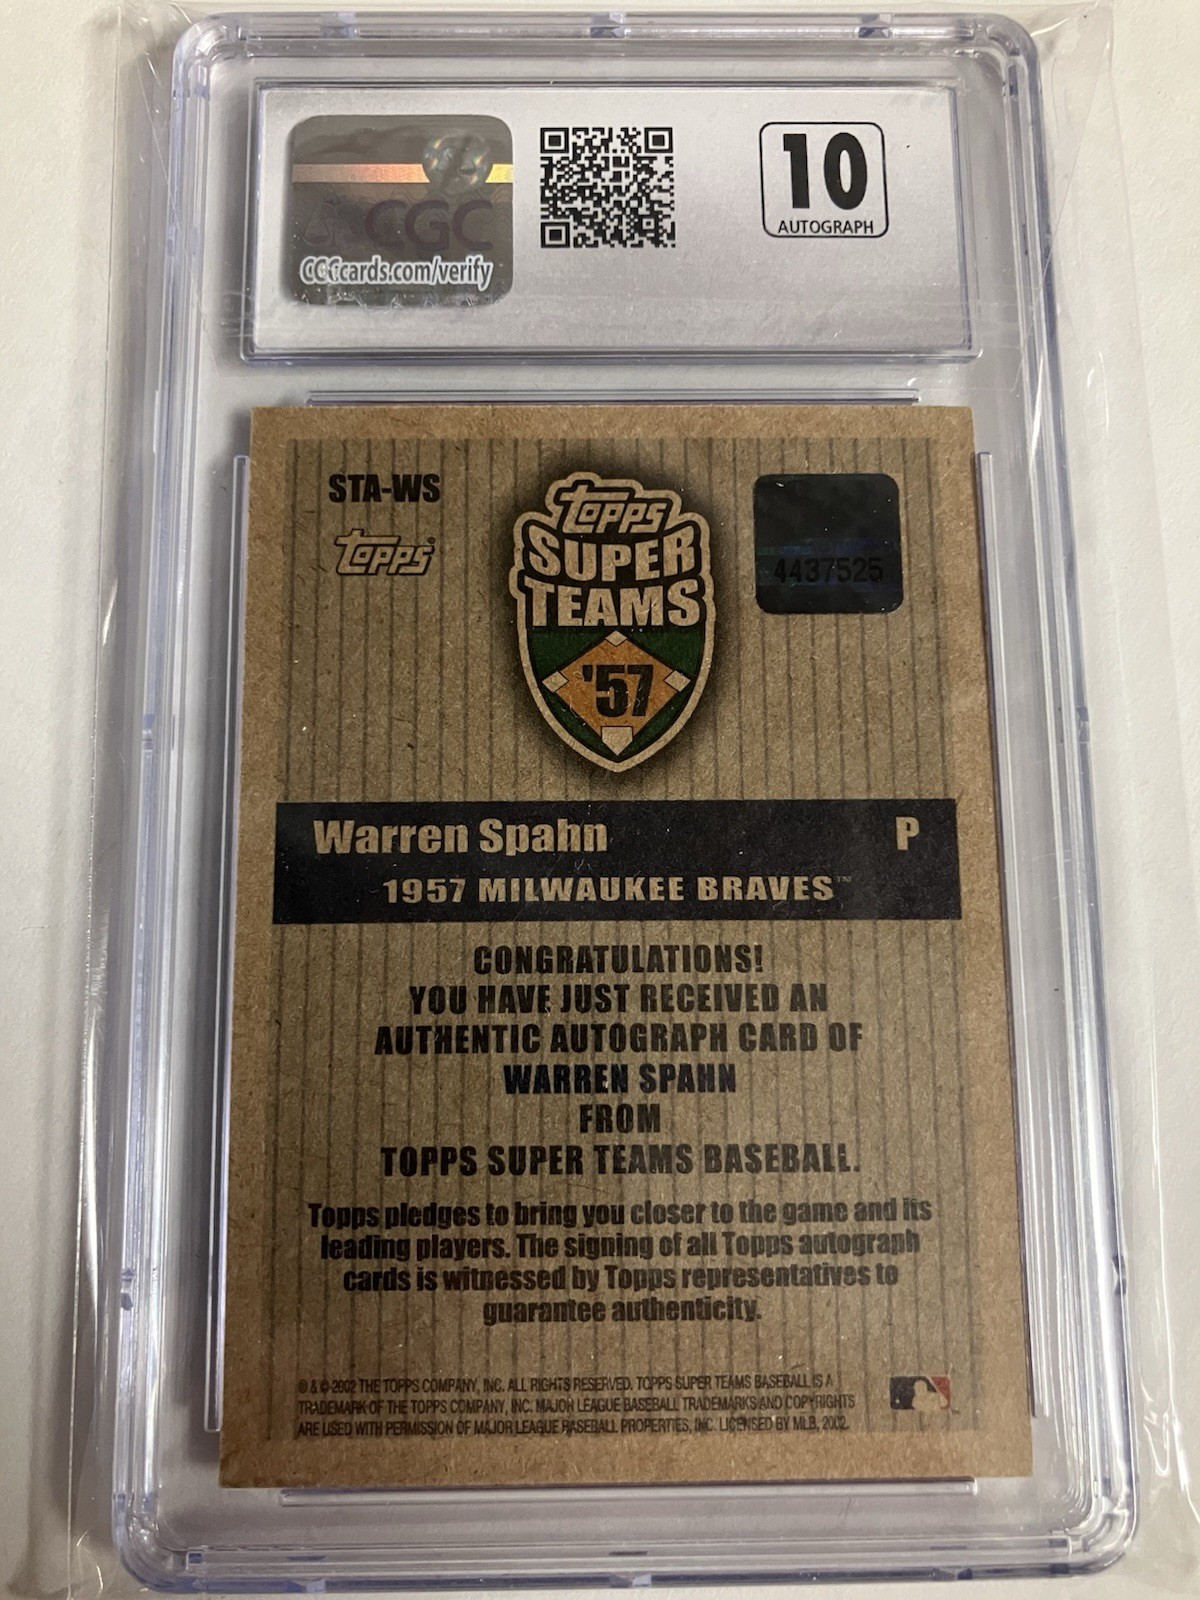 CGC
CGCcards.com/verify
10
AUTOGRAPH
STA-WS
Topps
Topps
SUPER
TEAMS
'57
4437525
Warren Spahn P
1957 MILWAUKEE BRAVES™
CONGRATULATIONS!
YOU HAVE JUST RECEIVED AN
AUTHENTIC AUTOGRAPH CARD OF
WARREN SPAHN
FROM
TOPPS SUPER TEAMS BASEBALL.
Topps pledges to bring you closer to the game and its
leading players. The signing of all Topps autograph
cards is witnessed by Topps representatives to
guarantee authenticity.
® & © 2002 THE TOPPS COMPANY, INC. ALL RIGHTS RESERVED. TOPPS SUPER TEAMS BASEBALL IS A
TRADEMARK OF THE TOPPS COMPANY, INC. MAJOR LEAGUE BASEBALL TRADEMARKS AND COPYRIGHTS
ARE USED WITH PERMISSION OF MAJOR LEAGUE BASEBALL PROPERTIES, INC. LICENSED BY MLB, 2002.